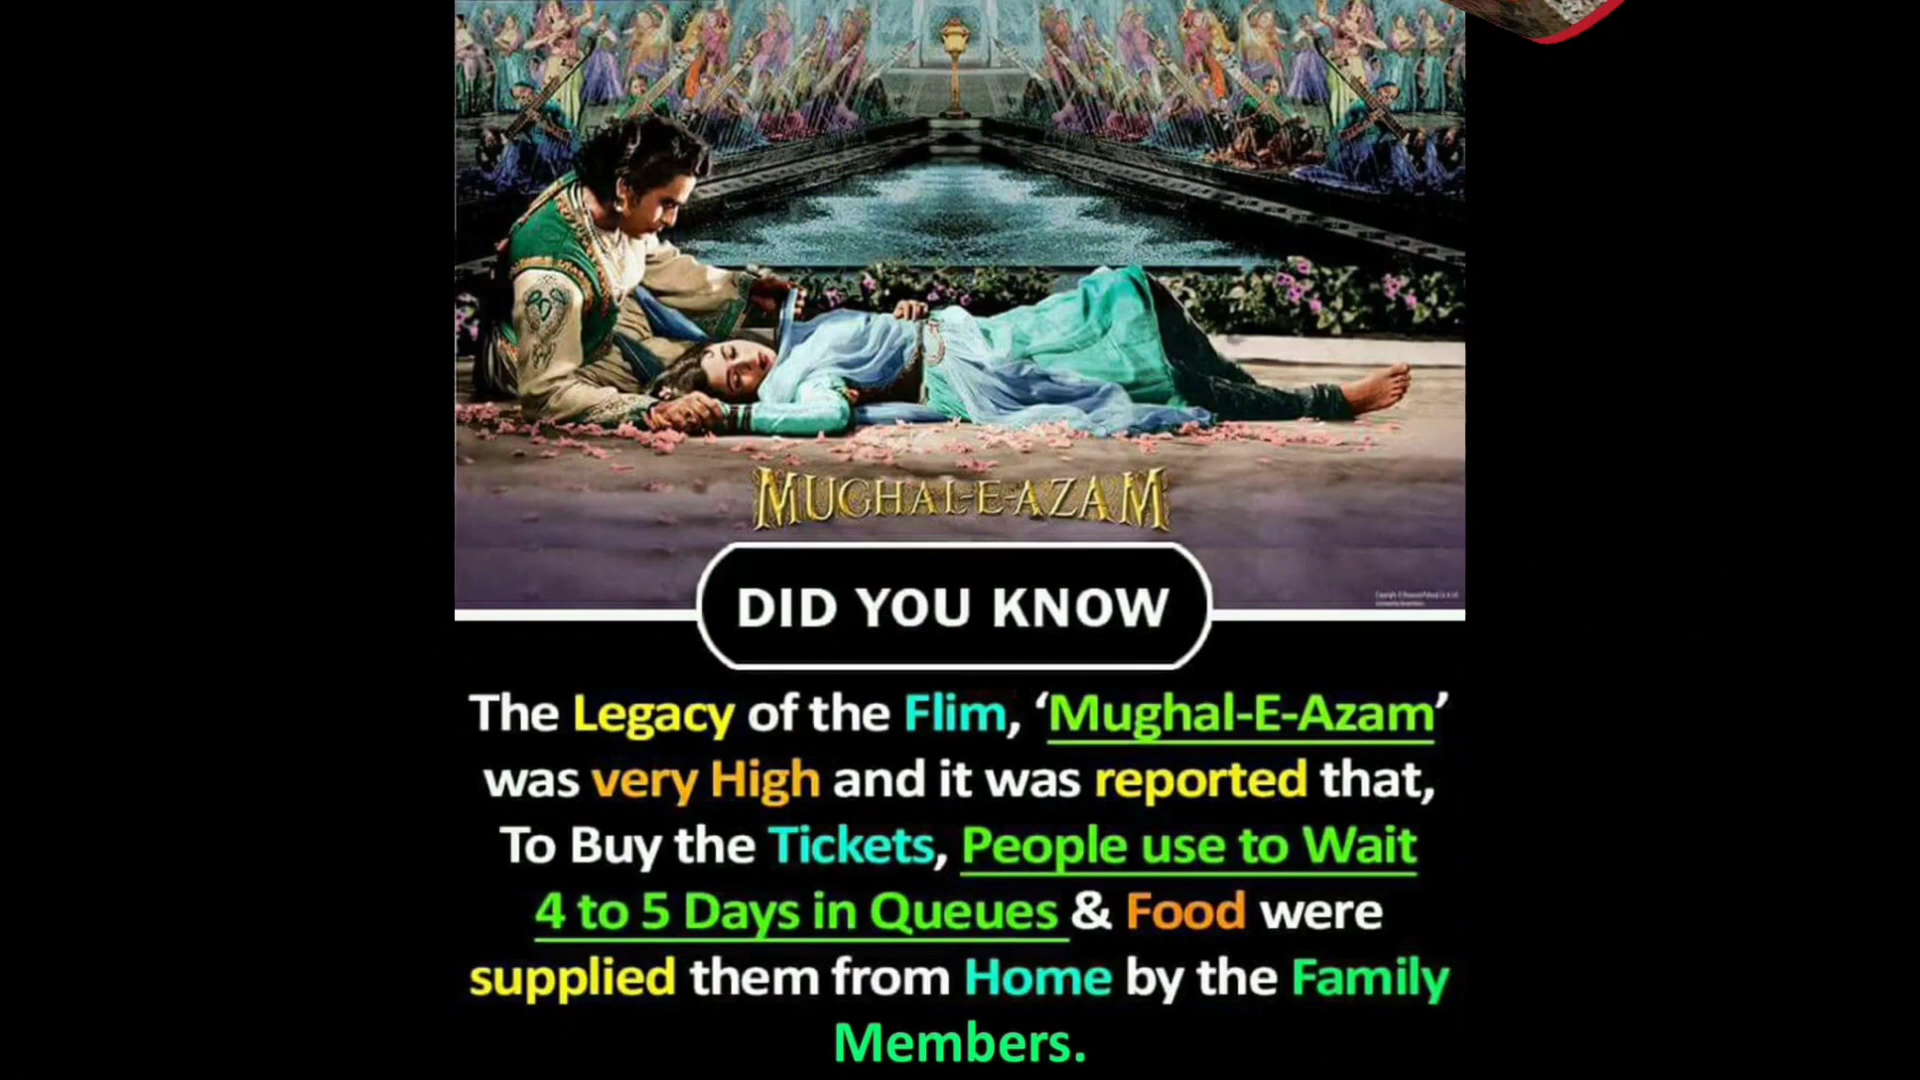 MUGHAL-E-AZAM
DID YOU KNOW
The Legacy of the Flim, ‘Mughal-E-Azam’
was very High and it was reported that,
To Buy the Tickets, People use to Wait
4 to 5 Days in Queues & Food were
supplied them from Home by the Family
Members.